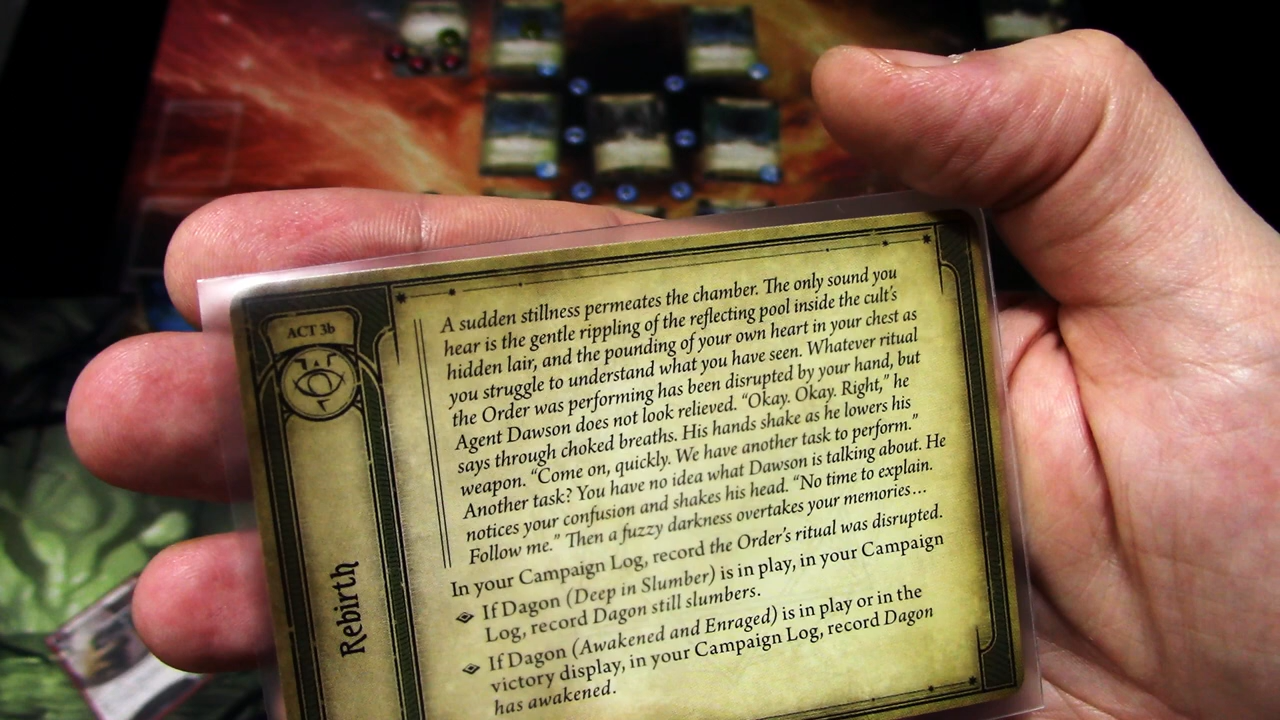 ACT 3b
Rebirth
A sudden stillness permeates the chamber. The only sound you
hear is the gentle rippling of the reflecting pool inside the cult's
hidden lair, and the pounding of your own heart in your chest as
you struggle to understand what you have seen. Whatever ritual
the Order was performing has been disrupted by your hand, but
Agent Dawson does not look relieved. “Okay. Okay. Right,” he
says through choked breaths. His hands shake as he lowers his
weapon. “Come on, quickly. We have another task to perform.”
Another task? You have no idea what Dawson is talking about. He
notices your confusion and shakes his head. “No time to explain.
Follow me.” Then a fuzzy darkness overtakes your memories…
In your Campaign Log, record the Order's ritual was disrupted.
If Dagon (Deep in Slumber) is in play, in your Campaign
Log, record Dagon still slumbers.
If Dagon (Awakened and Enraged) is in play or in the
victory display, in your Campaign Log, record Dagon
has awakened.